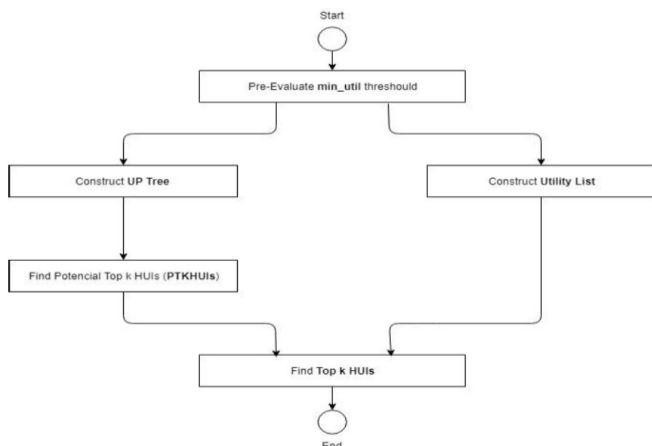 Start
Pre-Evaluate min_util threshould
Construct UP Tree
Construct Utility List
Find Potencial Top k HUIs (PTKHUIs)
Find Top k HUIs
End